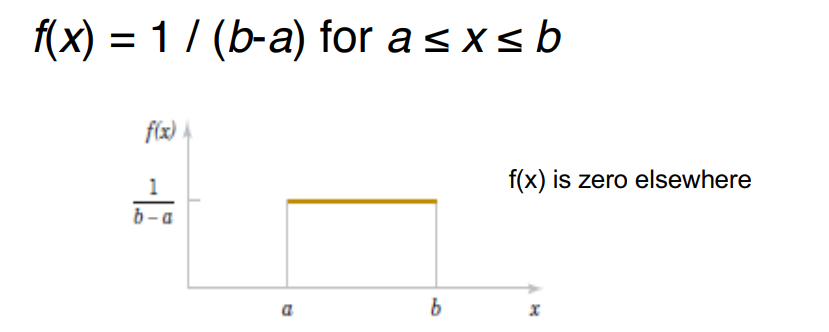 f(x) = 1 / (b-a) for a ≤ x ≤ b
f(x)
f(x) is zero elsewhere
1
b – a
a b x